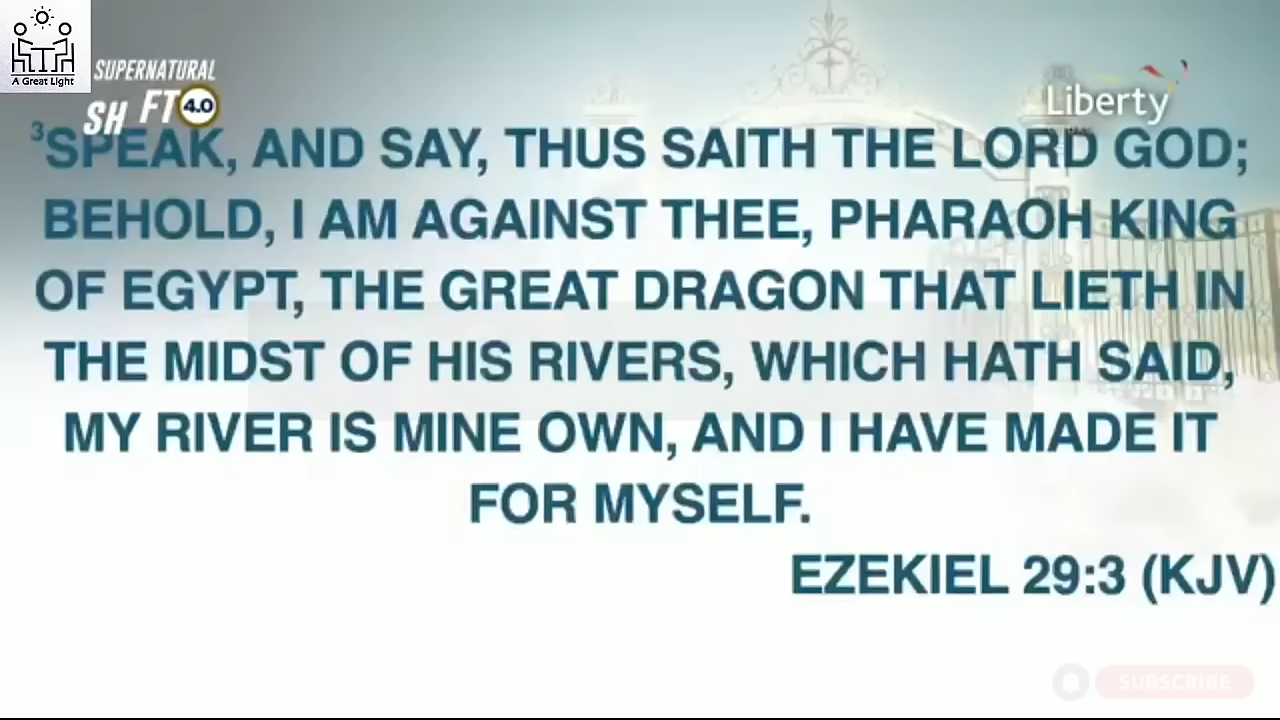 A Great Light
SUPERNATURAL
SH FT 4.0
Liberty
3SPEAK, AND SAY, THUS SAITH THE LORD GOD;
BEHOLD, I AM AGAINST THEE, PHARAOH KING
OF EGYPT, THE GREAT DRAGON THAT LIETH IN
THE MIDST OF HIS RIVERS, WHICH HATH SAID,
MY RIVER IS MINE OWN, AND I HAVE MADE IT
FOR MYSELF.
EZEKIEL 29:3 (KJV)
SUBSCRIBE